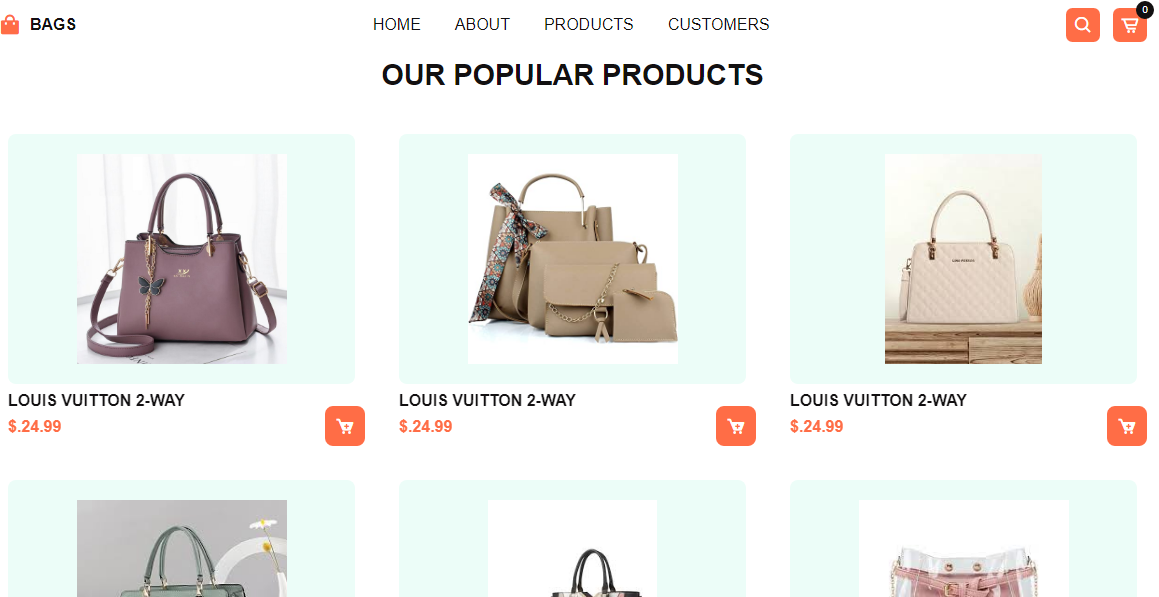 BAGS HOME ABOUT PRODUCTS CUSTOMERS 0
OUR POPULAR PRODUCTS
LOUIS VUITTON 2-WAY LOUIS VUITTON 2-WAY LOUIS VUITTON 2-WAY
$.24.99 $.24.99 $.24.99